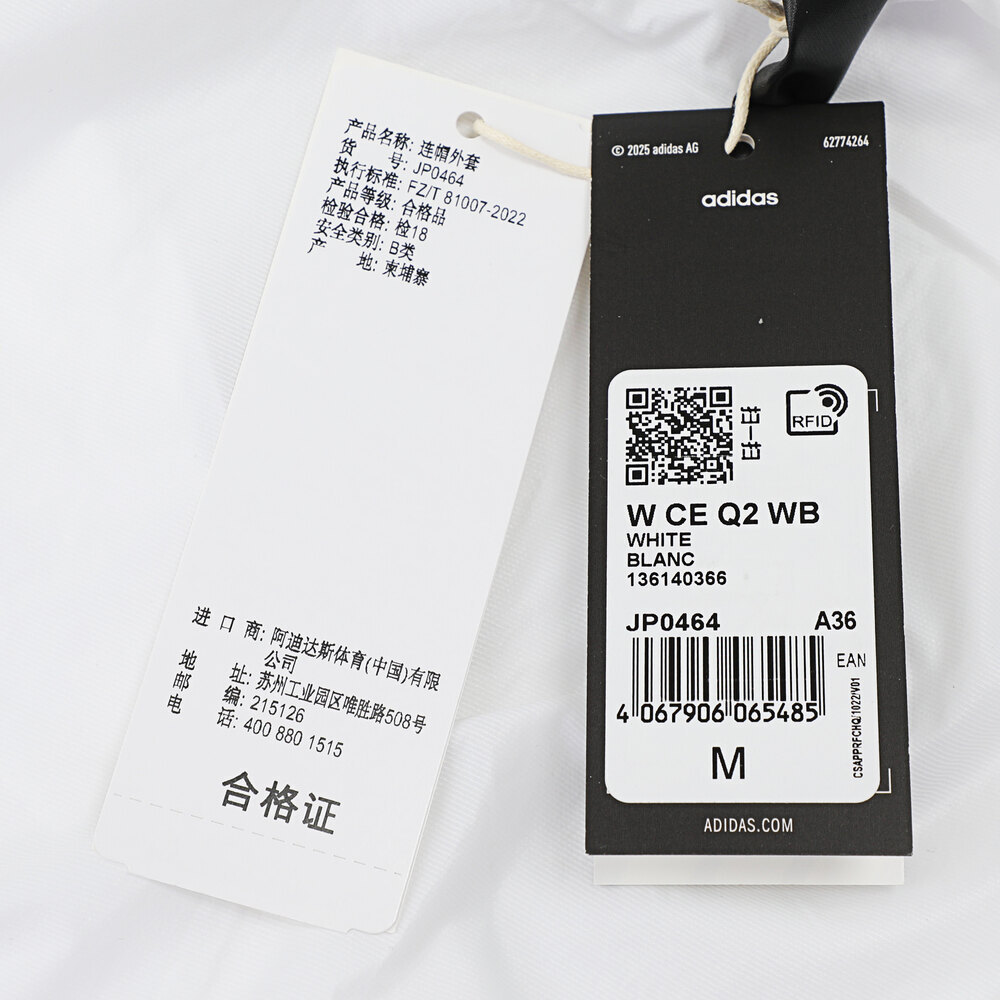 产品名称: 连帽外套
货 号: JP0464
执行标准: FZ/T 81007-2022
产品等级: 合格品
检验合格: 检18
安全类别: B类
产 地: 柬埔寨
进 口 商: 阿迪达斯体育(中国)有限
公司
地 址: 苏州工业园区唯胜路508号
邮 编: 215126
电 话: 400 880 1515
合格证
© 2025 adidas AG
62774264
adidas
RFID
W CE Q2 WB
WHITE
BLANC
136140366
JP0464 A36
EAN
4 067906 065485
CSAPPRFCHQ/1022/V01
M
ADIDAS.COM